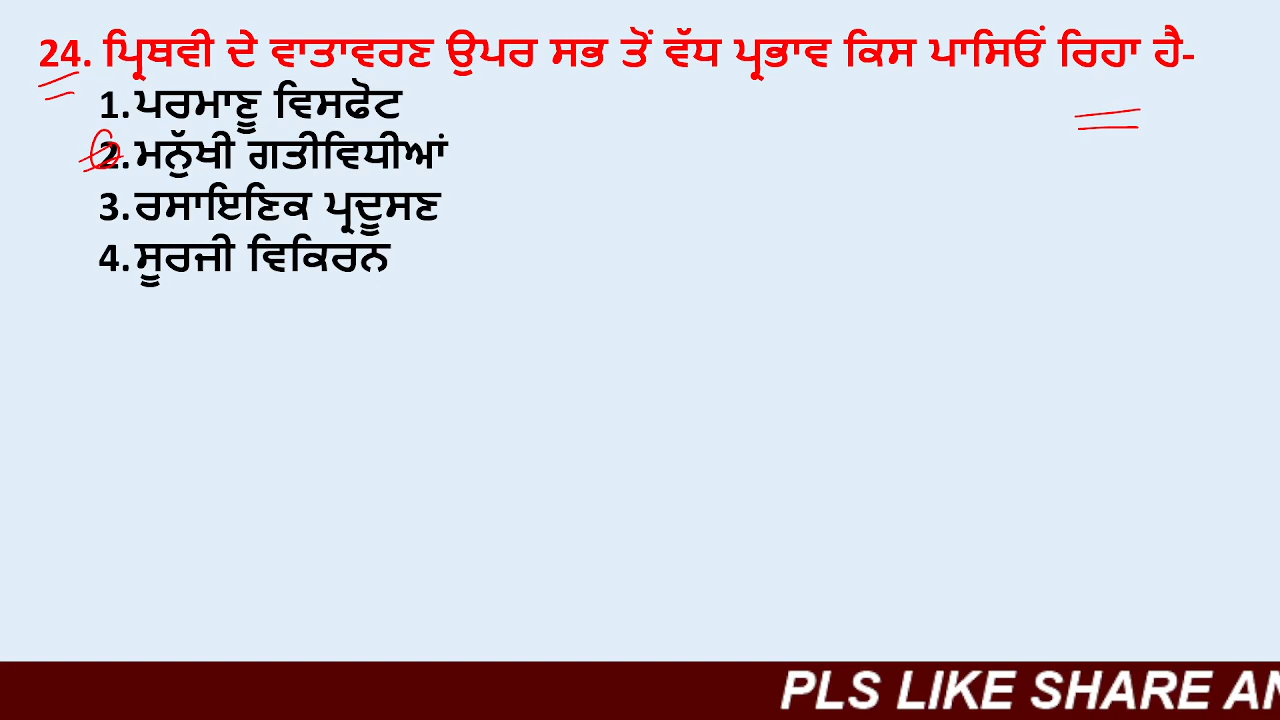 24. ਪ੍ਰਿਥਵੀ ਦੇ ਵਾਤਾਵਰਣ ਉਪਰ ਸਭ ਤੋਂ ਵੱਧ ਪ੍ਰਭਾਵ ਕਿਸ ਪਾਸਿਓਂ ਰਿਹਾ ਹੈ-
1. ਪਰਮਾਣੂ ਵਿਸਫੋਟ
2. ਮਨੁੱਖੀ ਗਤੀਵਿਧੀਆਂ
3. ਰਸਾਇਣਿਕ ਪ੍ਰਦੂਸਣ
4. ਸੂਰਜੀ ਵਿਕਿਰਨ
PLS LIKE SHARE AN